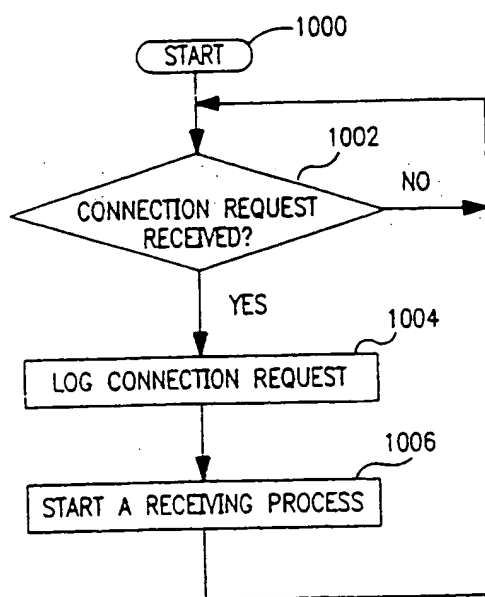 1000
START
1002
CONNECTION REQUEST
RECEIVED?
NO
YES
1004
LOG CONNECTION REQUEST
1006
START A RECEIVING PROCESS